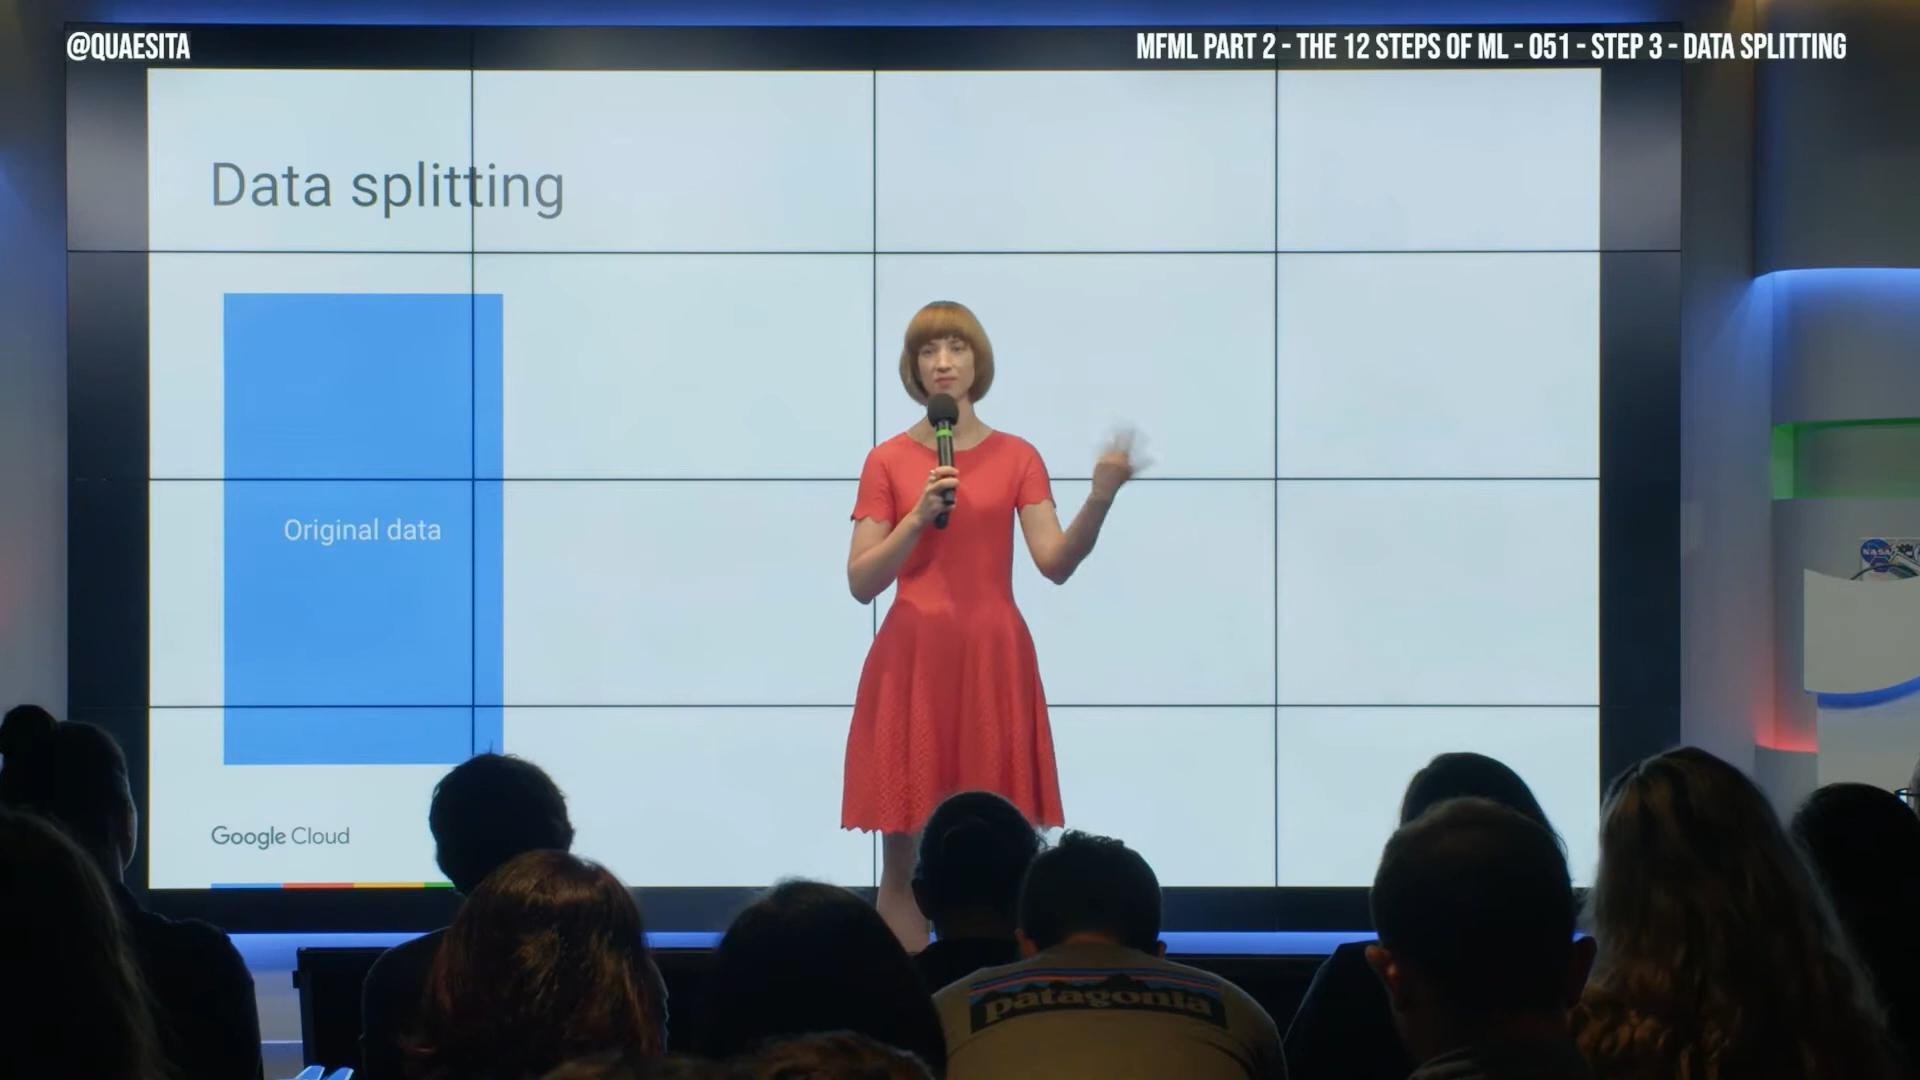 @QUAESITA
MFML PART 2 - THE 12 STEPS OF ML - 051 - STEP 3 - DATA SPLITTING
Data splitting
Original data
NASA
Google Cloud
patagonia